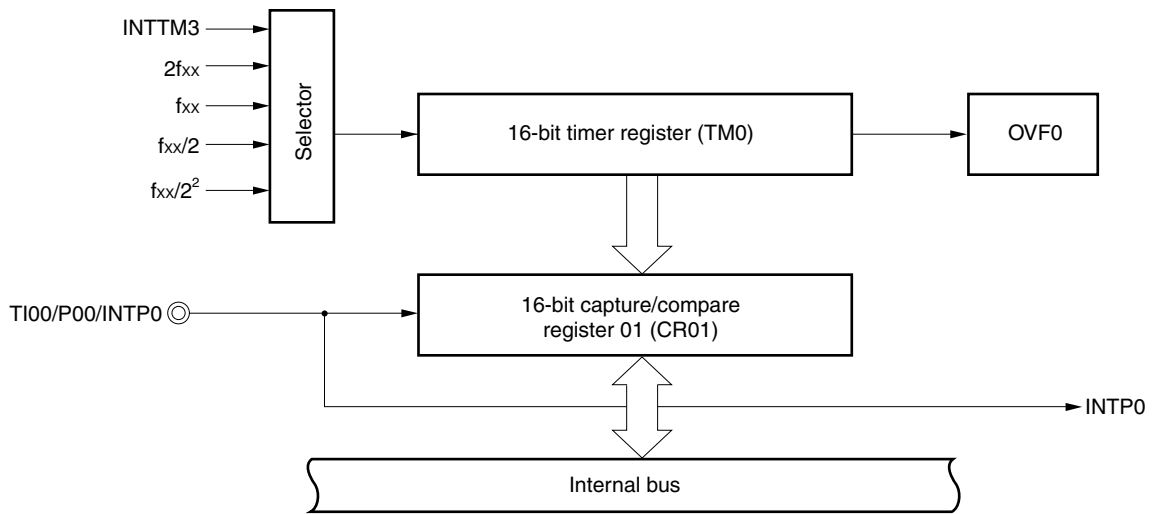 INTTM3
2fxx
fxx
fxx/2
fxx/2²
Selector
16-bit timer register (TM0)
OVF0
TI00/P00/INTP0
16-bit capture/compare
register 01 (CR01)
INTP0
Internal bus